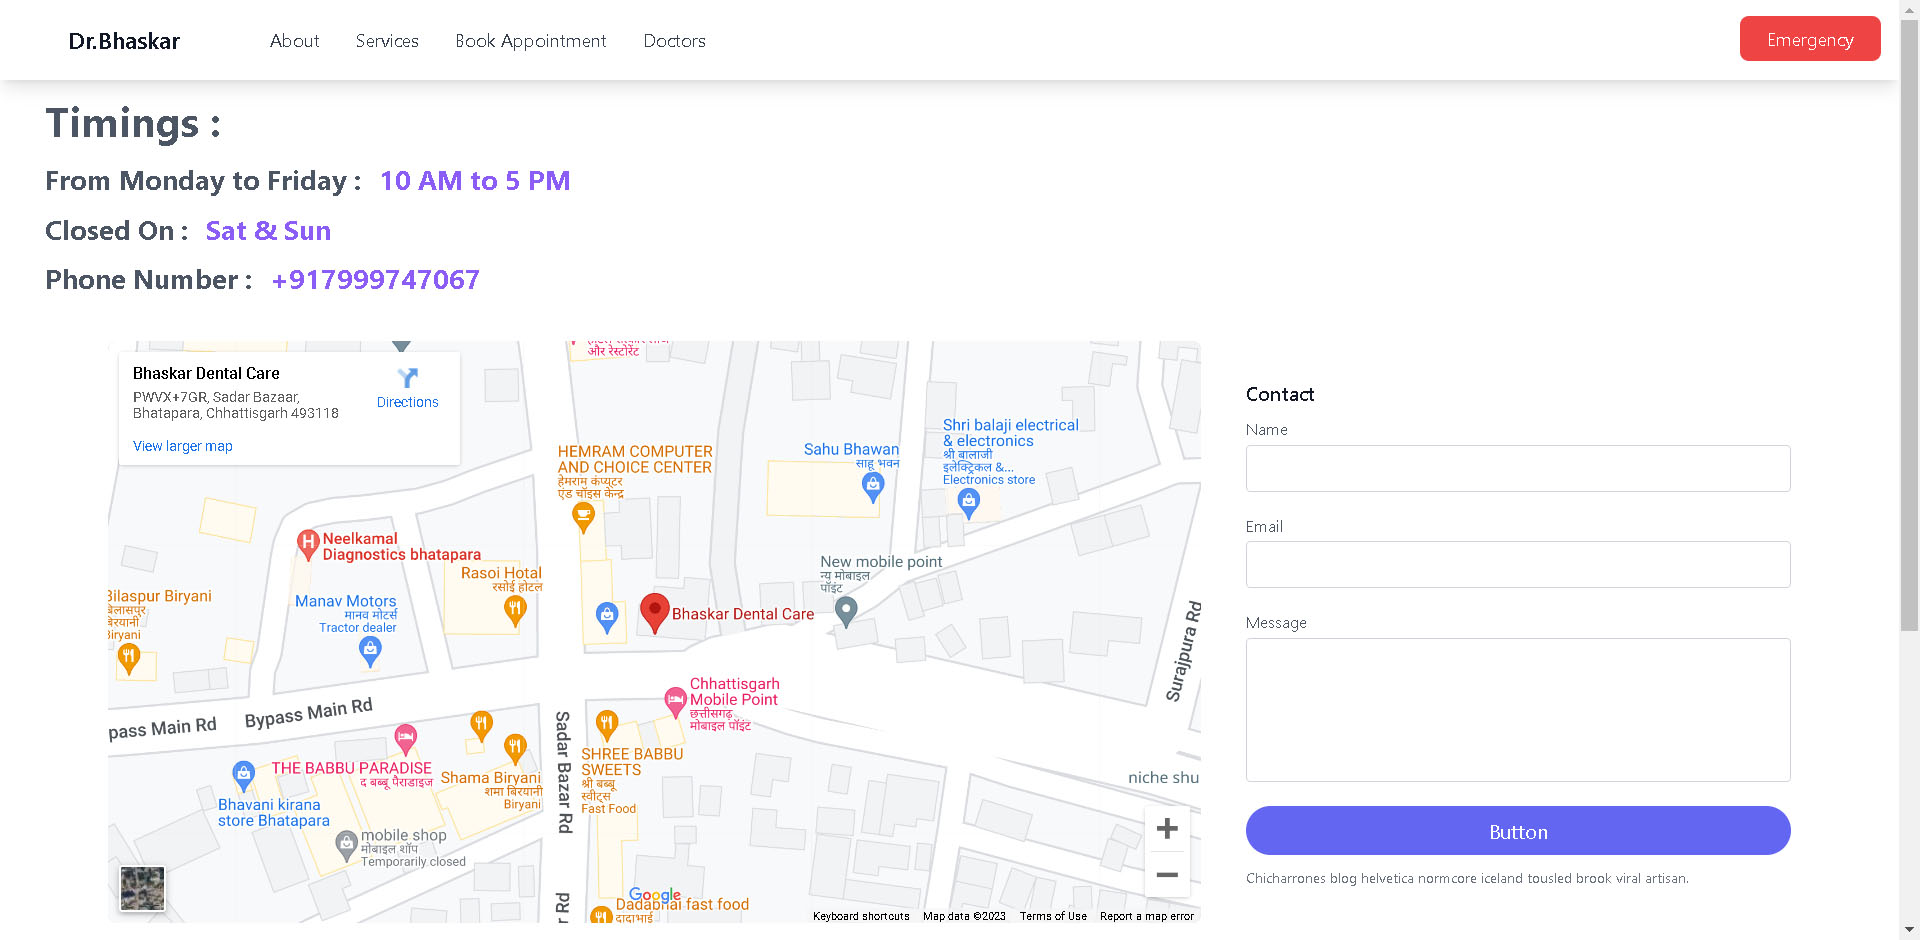 Dr.Bhaskar
About
Services
Book Appointment
Doctors
Emergency
Timings :
From Monday to Friday : 10 AM to 5 PM
Closed On : Sat & Sun
Phone Number : +917999747067
Bhaskar Dental Care
PWVX+7GR, Sadar Bazaar,
Bhatapara, Chhattisgarh 493118
Directions
View larger map
और रेस्टोरेंट
HEMRAM COMPUTER
AND CHOICE CENTER
हेमराम कंप्यूटर
एंड चॉइस केन्द्र
Sahu Bhawan
साहू भवन
Shri balaji electrical
& electronics
श्री बालाजी
इलेक्ट्रिकल &...
Electronics store
Neelkamal
Diagnostics bhatapara
Rasoi Hotal
रसोई होटल
New mobile point
न्यू मोबाइल
पॉइंट
Bilaspur Biryani
बिलासपुर
बिरयानी
Biryani
Manav Motors
मानव मोटर्स
Tractor dealer
Bhaskar Dental Care
Surajpura Rd
Chhattisgarh
Mobile Point
छत्तीसगढ़
मोबाइल पॉइंट
pass Main Rd
Bypass Main Rd
Sadar Bazar Rd
SHREE BABBU
SWEETS
श्री बब्बू
स्वीट्स
Fast Food
THE BABBU PARADISE
द बब्बू पैराडाइज
Shama Biryani
शमा बिरयानी
Biryani
niche shu
Bhavani kirana
store Bhatapara
mobile shop
मोबाइल शॉप
Temporarily closed
Google
Dadabhai fast food
दादाभाई
r Rd
Keyboard shortcuts
Map data ©2023
Terms of Use
Report a map error
Contact
Name
Email
Message
Button
Chicharrones blog helvetica normcore iceland tousled brook viral artisan.